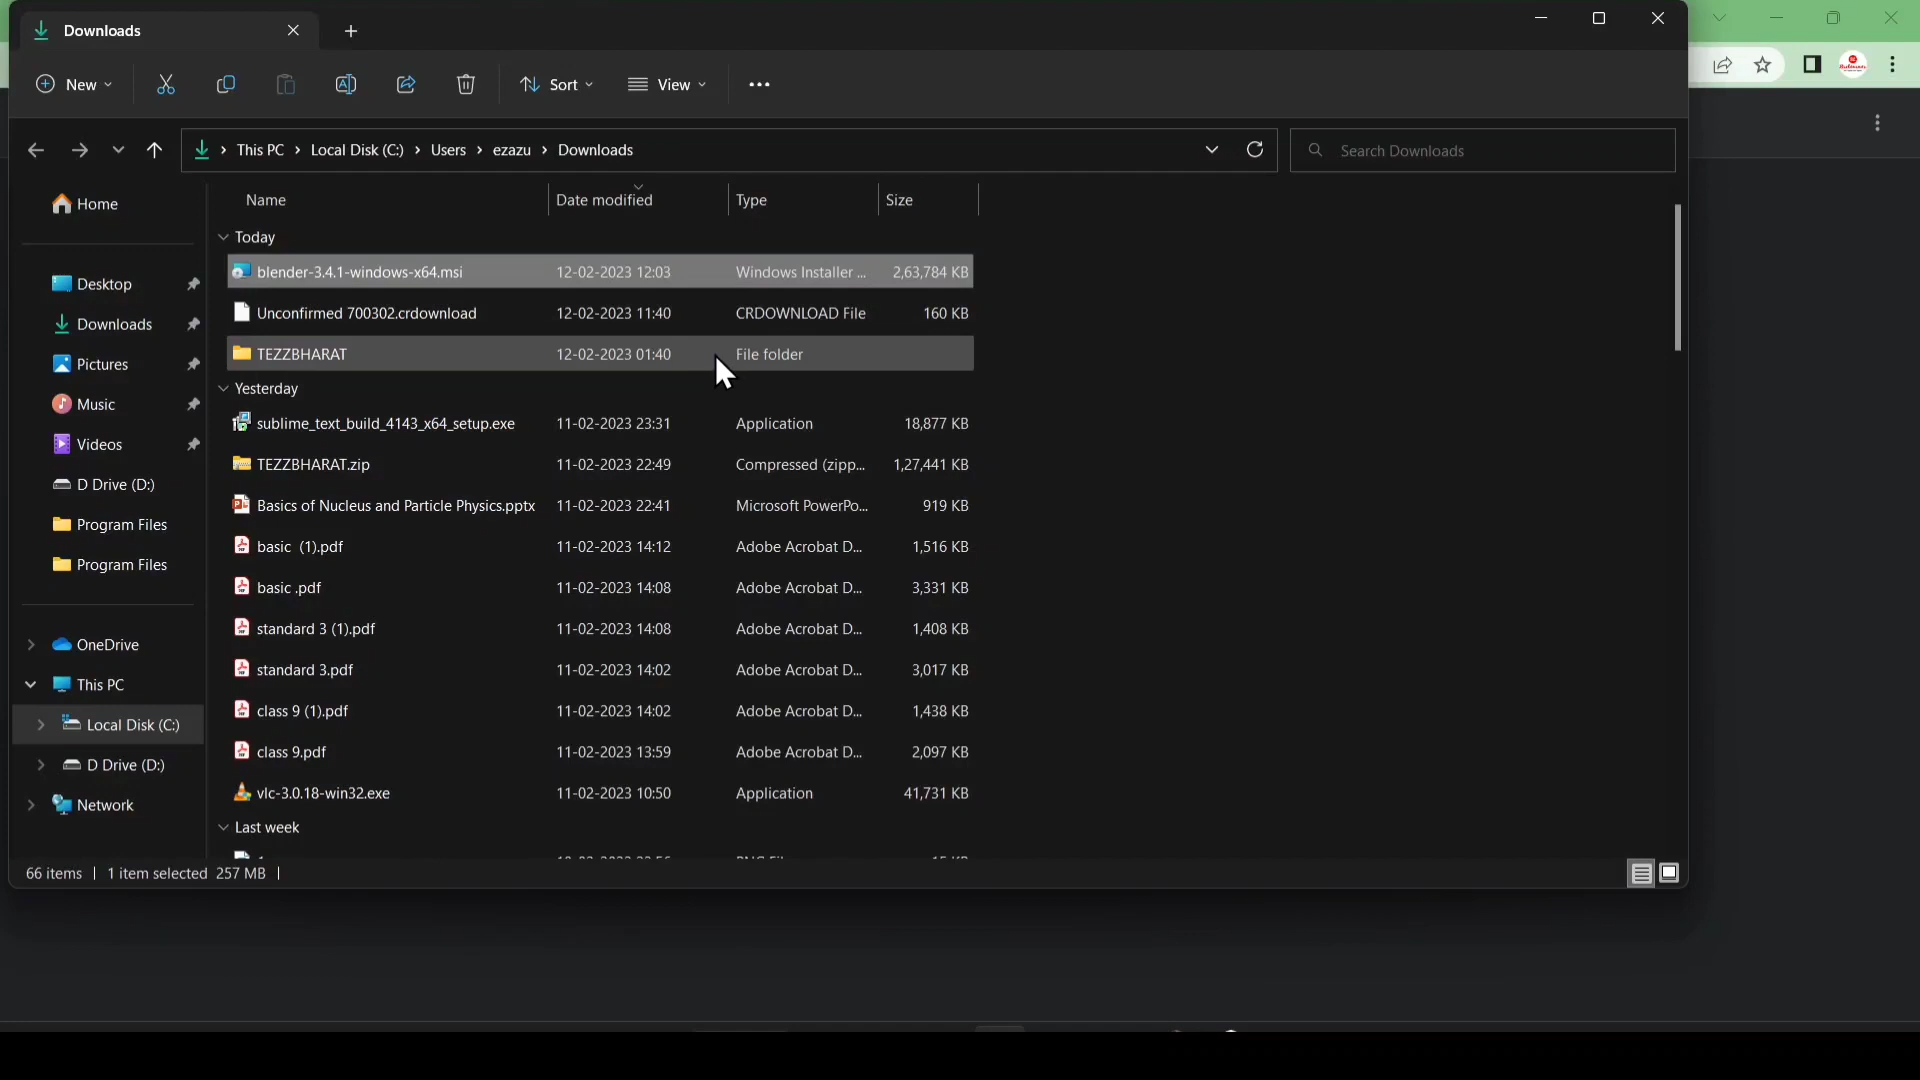 Downloads
New
Sort
View
This PC > Local Disk (C:) > Users > ezazu > Downloads
Search Downloads
Name Date modified Type Size
Home
Desktop
Downloads
Pictures
Music
Videos
D Drive (D:)
Program Files
Program Files
OneDrive
This PC
Local Disk (C:)
D Drive (D:)
Network
Today
blender-3.4.1-windows-x64.msi 12-02-2023 12:03 Windows Installer ... 2,63,784 KB
Unconfirmed 700302.crdownload 12-02-2023 11:40 CRDOWNLOAD File 160 KB
TEZZBHARAT 12-02-2023 01:40 File folder
Yesterday
sublime_text_build_4143_x64_setup.exe 11-02-2023 23:31 Application 18,877 KB
TEZZBHARAT.zip 11-02-2023 22:49 Compressed (zipp... 1,27,441 KB
Basics of Nucleus and Particle Physics.pptx 11-02-2023 22:41 Microsoft PowerPo... 919 KB
basic (1).pdf 11-02-2023 14:12 Adobe Acrobat D... 1,516 KB
basic .pdf 11-02-2023 14:08 Adobe Acrobat D... 3,331 KB
standard 3 (1).pdf 11-02-2023 14:08 Adobe Acrobat D... 1,408 KB
standard 3.pdf 11-02-2023 14:02 Adobe Acrobat D... 3,017 KB
class 9 (1).pdf 11-02-2023 14:02 Adobe Acrobat D... 1,438 KB
class 9.pdf 11-02-2023 13:59 Adobe Acrobat D... 2,097 KB
vlc-3.0.18-win32.exe 11-02-2023 10:50 Application 41,731 KB
Last week
66 items 1 item selected 257 MB